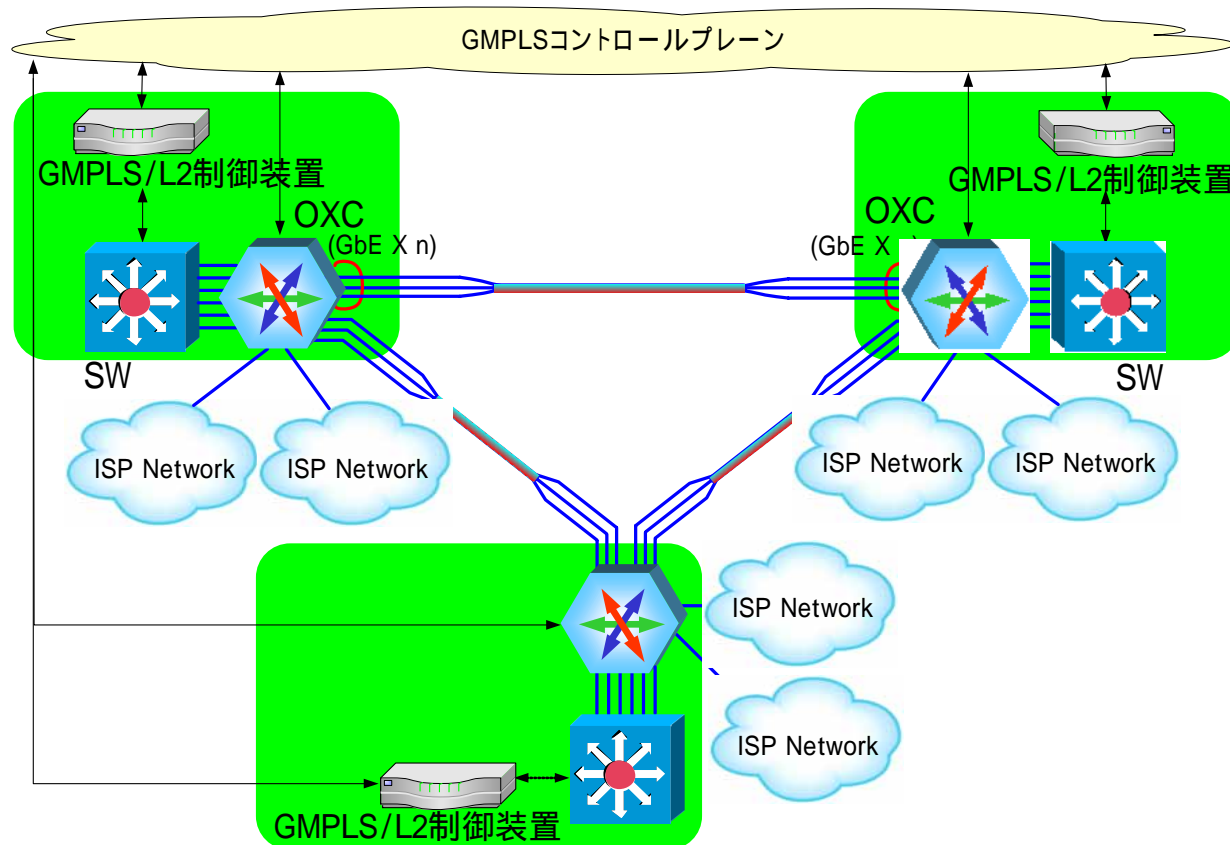 GMPLSコントロールプレーン
GMPLS/L2制御装置
GMPLS/L2制御装置
OXC
(GbE X n)
OXC
(GbE X
SW
SW
ISP Network
ISP Network
ISP Network
ISP Network
ISP Network
ISP Network
GMPLS/L2制御装置